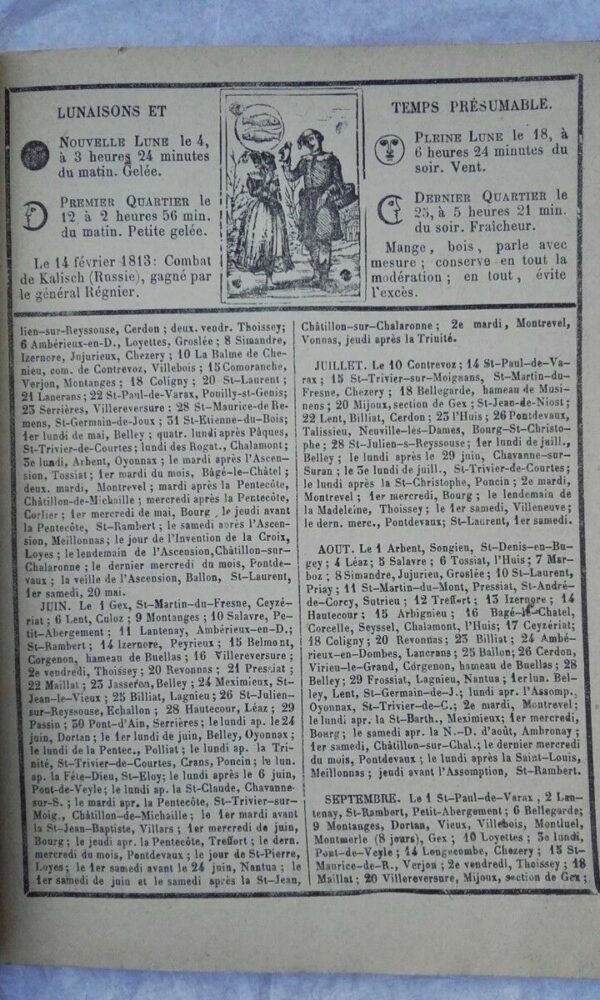 LUNAISONS ET
NOUVELLE LUNE le 4,
à 3 heures 24 minutes
du matin. Gelée.
PREMIER QUARTIER le
12 à 2 heures 56 min.
du matin. Petite gelée.
Le 14 février 1813: Combat
de Kalisch (Russie), gagné par
le général Régnier.
TEMPS PRÉSUMABLE.
PLEINE LUNE le 18, à
6 heures 24 minutes du
soir. Vent.
DERNIER QUARTIER le
25, à 5 heures 21 min.
du soir. Fraîcheur.
Mange, bois, parle avec
mesure; conserve en tout la
modération; en tout, évite
l'excès.
lien-sur-Reyssouse, Cerdon; deux. vendr. Thoissey;
6 Ambérieux-en-D., Loyettes, Groslée; 8 Simandre,
Izernore, Jujurieux, Chezery; 10 La Balme de Che-
nieu, com. de Contrevoz, Villebois; 15 Comoranche,
Verjon, Montanges; 18 Coligny; 20 St-Laurent;
21 Lancrans; 22 St-Paul-de-Varax, Pouilly-St-Genis;
23 Serrières, Villereversure; 28 St-Maurice-de Re-
mens, St-Germain-de-Joux; 31 St-Etienne-du-Bois;
1er lundi de mai, Belley; quatr. lundi après Pâques,
St-Trivier-de-Courtes; lundi des Rogat., Chalamont;
3e lundi, Arbent, Oyonnax; le mardi après l'Ascen-
sion, Tossiat; 1er mardi du mois, Bâgé-le-Châtel;
deux. mardi, Montrevel; mardi après la Pentecôte,
Châtillon-de-Michaille; mercredi après la Pentecôte,
Corlier; 1er mercredi de mai, Bourg, le jeudi avant
la Pentecôte, St-Rambert; le samedi après l'Ascen-
sion, Meillonnas; le jour de l'Invention de la Croix,
Loyes; le lendemain de l'Ascension, Châtillon-sur-
Chalaronne; le dernier mercredi du mois, Pontde-
vaux; la veille de l'Ascension, Ballon, St-Laurent,
1er samedi, 20 mai.
JUIN. Le 1 Gex, St-Martin du-Fresne, Ceyzé-
riat; 6 Lent, Culoz; 9 Montanges; 10 Salavre, Pe-
tit-Abergement; 11 Lantenay, Ambérieux-en-D.;
St-Rambert; 14 Izernore, Peyrieux; 15 Belmont,
Corgenon, hameau de Buellas; 16 Villereversure;
2e vendredi, Thoissey; 20 Revonnas; 21 Pressiat;
22 Maillat; 23 Jasseron, Belley; 24 Meximieux, St-
Jean-le-Vieux; 25 Billiat, Lagnieu; 26 St-Julien-
sur-Reyssouse, Echallon; 28 Hautecour, Léaz; 29
Passin; 30 Pont-d'Ain, Serrières; le lundi ap. le 24
juin, Dortan; le 1er lundi de juin, Belley, Oyonnax;
le lundi de la Pentec., Polliat; le lundi ap. la Tri-
nité, St-Trivier-de-Courtes, Crans, Poncin; le lun.
ap. la Fête-Dieu, St-Eloy; le lundi après le 6 juin,
Pont-de-Veyle; le lundi ap. la St-Claude, Chavanne-
sur-S.; le mardi apr. la Pentecôte, St-Trivier-sur-
Moig., Châtillon-de-Michaille; le 1er mardi avant
la St-Jean-Baptiste, Villars; 1er mercredi de juin,
Bourg; le jeudi apr. la Pentecôte, Treffort; le dern.
mercredi du mois, Pontdevaux; le jour de St-Pierre,
Loyes; le 1er samedi avant le 24 juin, Nantua; le
1er samedi de juin et le samedi après la St-Jean,
Châtillon-sur-Chalaronne; 2e mardi, Montrevel,
Vonnas, jeudi après la Trinité.
JUILLET. Le 10 Contrevoz; 14 St-Paul-de-Va-
rax; 15 St-Trivier-sur-Moignans, St-Martin-du-
Fresne, Chezery; 18 Bellegarde, hameau de Musi-
nens; 20 Mijoux, section de Gex; St-Jean-de-Niost;
22 Lent, Billiat, Cerdon; 23 l'Huis; 26 Pontdevaux,
Talissieu, Neuville-les-Dames, Bourg-St-Christo-
phe; 28 St-Julien-s-Reyssouse; 1er lundi de juill.,
Belley; le lundi après le 29 juin, Chavanne-sur-
Suran; le 3e lundi de juill., St-Trivier-de-Courtes;
le lundi après la St-Christophe, Poncin; 2e mardi,
Montrevel; 1er mercredi, Bourg; le lendemain de
la Madeleine, Thoissey; le 1er samedi, Villeneuve;
le dern. merc., Pontdevaux; St-Laurent, 1er samedi.
AOUT. Le 1 Arbent, Songien, St-Denis-en-Bu-
gey; 4 Léaz; 5 Salavre; 6 Tossiat, l'Huis; 7 Mar-
boz; 8 Simandre, Jujurieu, Groslée; 10 St-Laurent,
Priay; 11 St-Martin-du-Mont, Pressiat, St-André-
de-Corcy, Sutrieu; 12 Treffort; 13 Izernore; 14
Hautecour; 15 Arbignieu; 16 Bagé-le-Chatel,
Corcelle, Seyssel, Chalamont, l'Huis; 17 Ceyzériat;
18 Coligny; 20 Revonnas; 23 Billiat; 24 Ambé-
rieux-en-Dombes, Lancrans; 25 Ballon; 26 Cerdon,
Virieu-le-Grand, Corgenon, hameau de Buellas; 28
Belley; 29 Frossiat, Lagnieu, Nantua; 1er lun. Bel-
ley, Lent, St-Germain-de-J.; lundi apr. l'Assomp.,
Oyonnax, St-Trivier-de-C.; 2e mardi, Montrevel;
le lundi apr. la St-Barth., Meximieux; 1er mercredi,
Bourg; le samedi apr. la N.-D. d'août, Ambronay;
1er samedi, Châtillon-sur-Chal.; le dernier mercredi
du mois, Pontdevaux; le lundi après la Saint-Louis,
Meillonnas; jeudi avant l'Assomption, St-Rambert.
SEPTEMBRE. Le 1 St-Paul-de-Varax, 2 Lan-
tenay, St-Rambert, Petit-Abergement; 6 Bellegarde;
9 Montanges, Dortan, Vieux, Villebois, Montluel,
Montmerle (8 jours), Gex; 10 Loyettes; 3e lundi,
Pont-de-Veyle; 14 Longecombe, Chezery; 15 St-
Maurice-de-R., Verjon; 2e vendredi, Thoissey; 18
Maillat; 20 Villereversure, Mijoux, section de Gex;